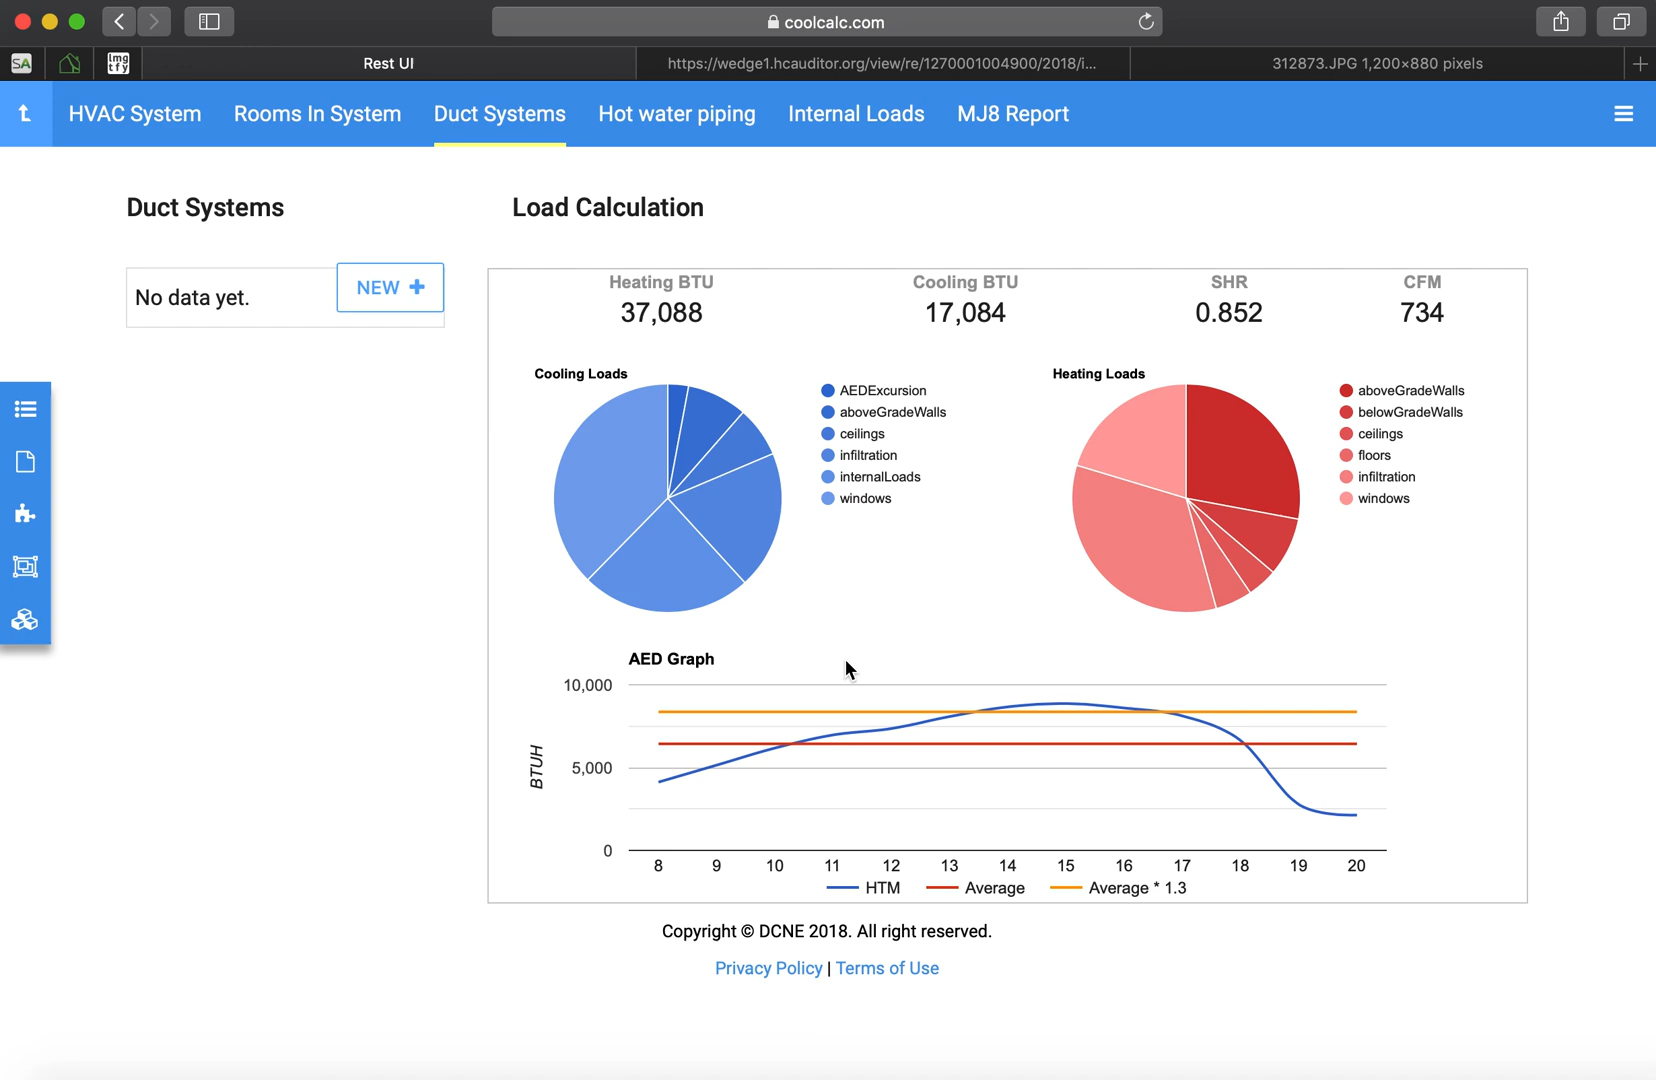 coolcalc.com
SA
Img
tfy
Rest UI
https://wedge1.hcauditor.org/view/re/1270001004900/2018/i...
312873.JPG 1,200×880 pixels
HVAC System
Rooms In System
Duct Systems
Hot water piping
Internal Loads
MJ8 Report
Duct Systems
Load Calculation
No data yet.
NEW +
Heating BTU
37,088
Cooling BTU
17,084
SHR
0.852
CFM
734
Cooling Loads
AEDExcursion
aboveGradeWalls
ceilings
infiltration
internalLoads
windows
Heating Loads
aboveGradeWalls
belowGradeWalls
ceilings
floors
infiltration
windows
AED Graph
BTUH
10,000
5,000
0
8 9 10 11 12 13 14 15 16 17 18 19 20
HTM Average Average * 1.3
Copyright © DCNE 2018. All right reserved.
Privacy Policy | Terms of Use